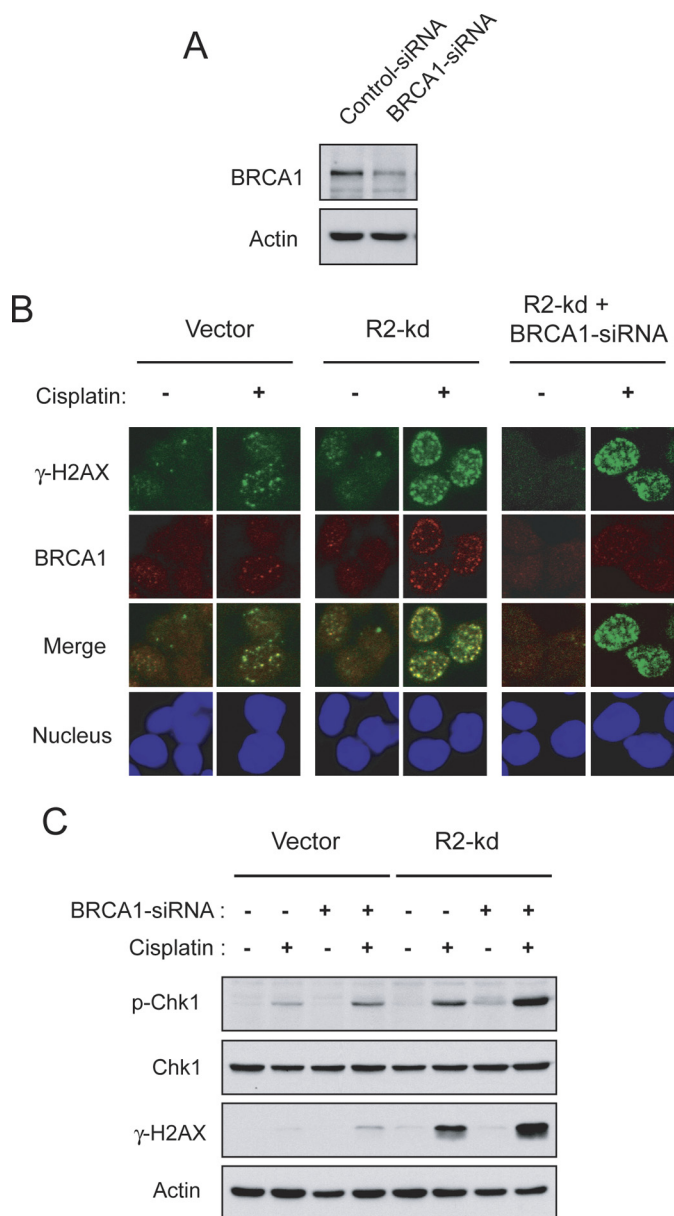 A
Control-siRNA
BRCA1-siRNA
BRCA1
Actin
B
Vector
R2-kd
R2-kd +
BRCA1-siRNA
Cisplatin: - + - + - +
γ-H2AX
BRCA1
Merge
Nucleus
C
Vector
R2-kd
BRCA1-siRNA : - - + + - - + +
Cisplatin : - + - + - + - +
p-Chk1
Chk1
γ-H2AX
Actin